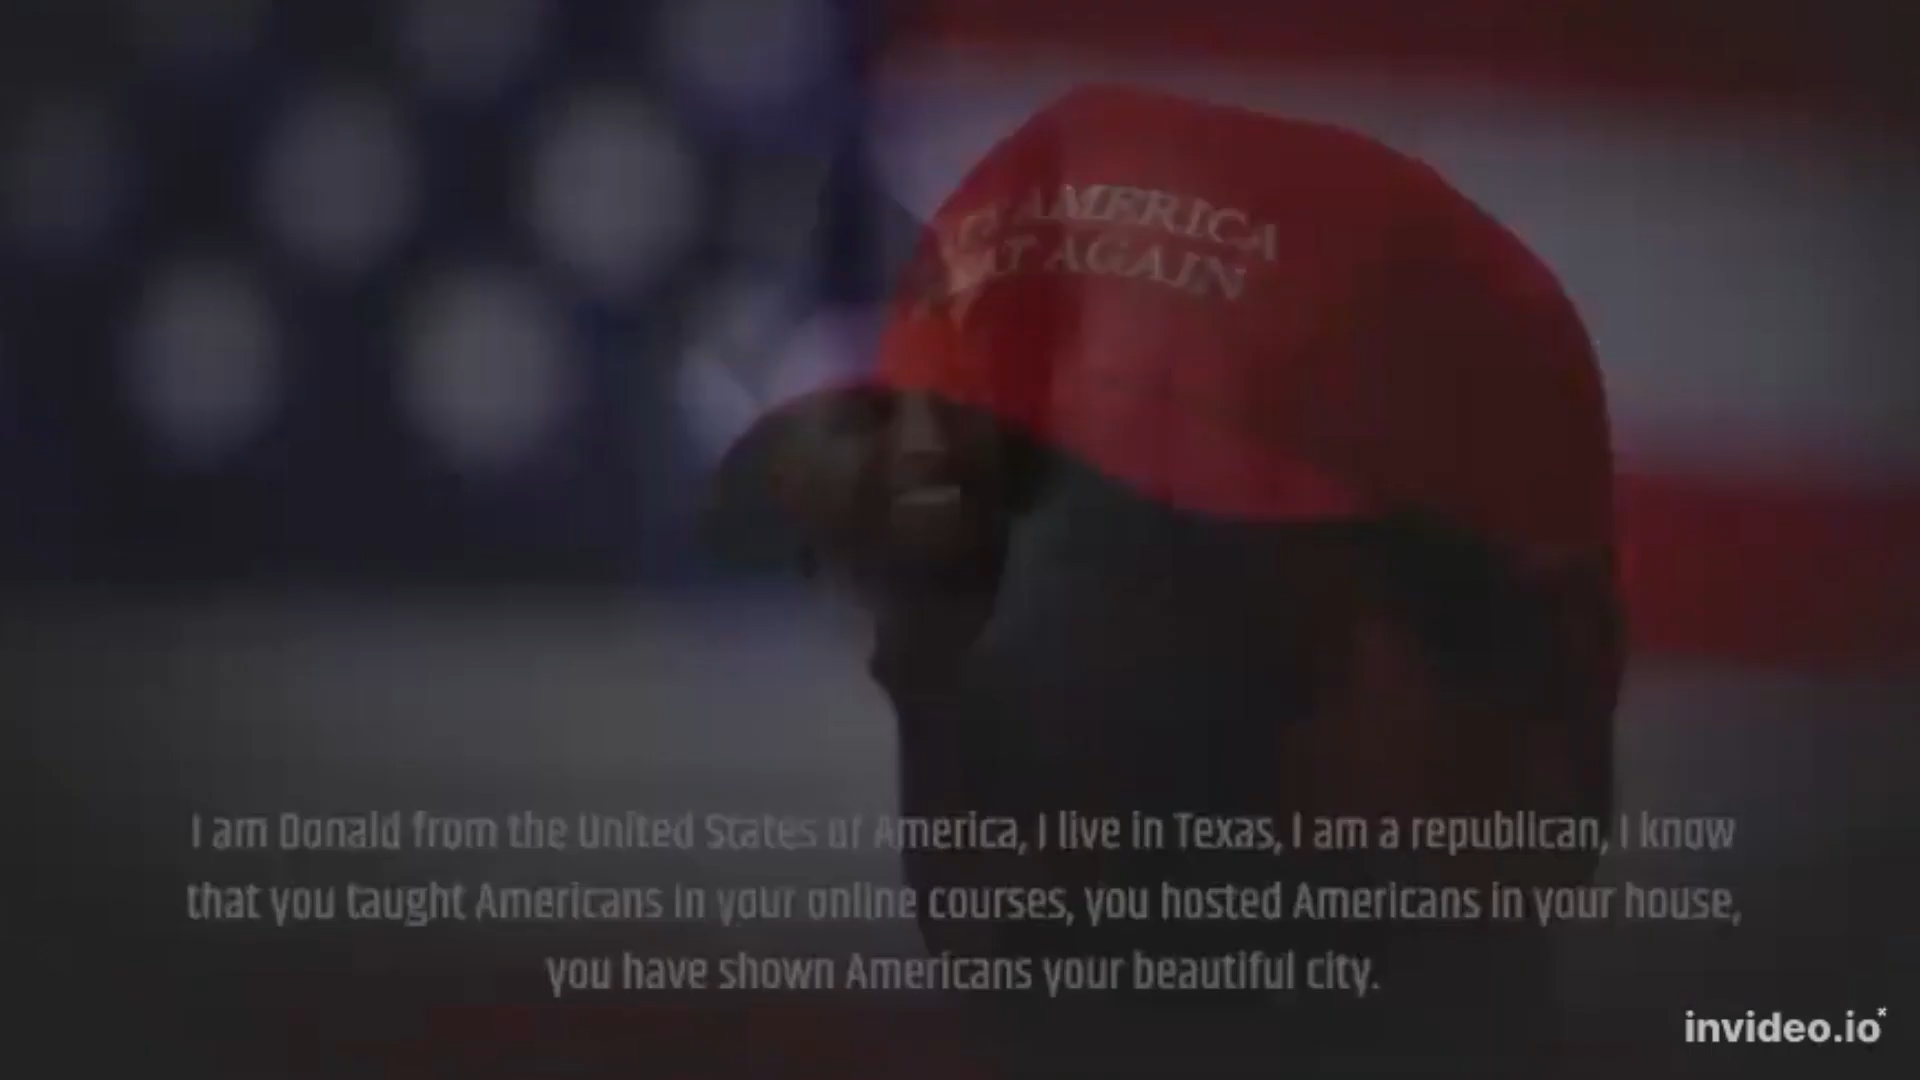 AMERICA
AGAIN
I am Donald from the United States of America, I live in Texas, I am a republican, I know
that you taught Americans in your online courses, you hosted Americans in your house,
you have shown Americans your beautiful city.
invideo.io